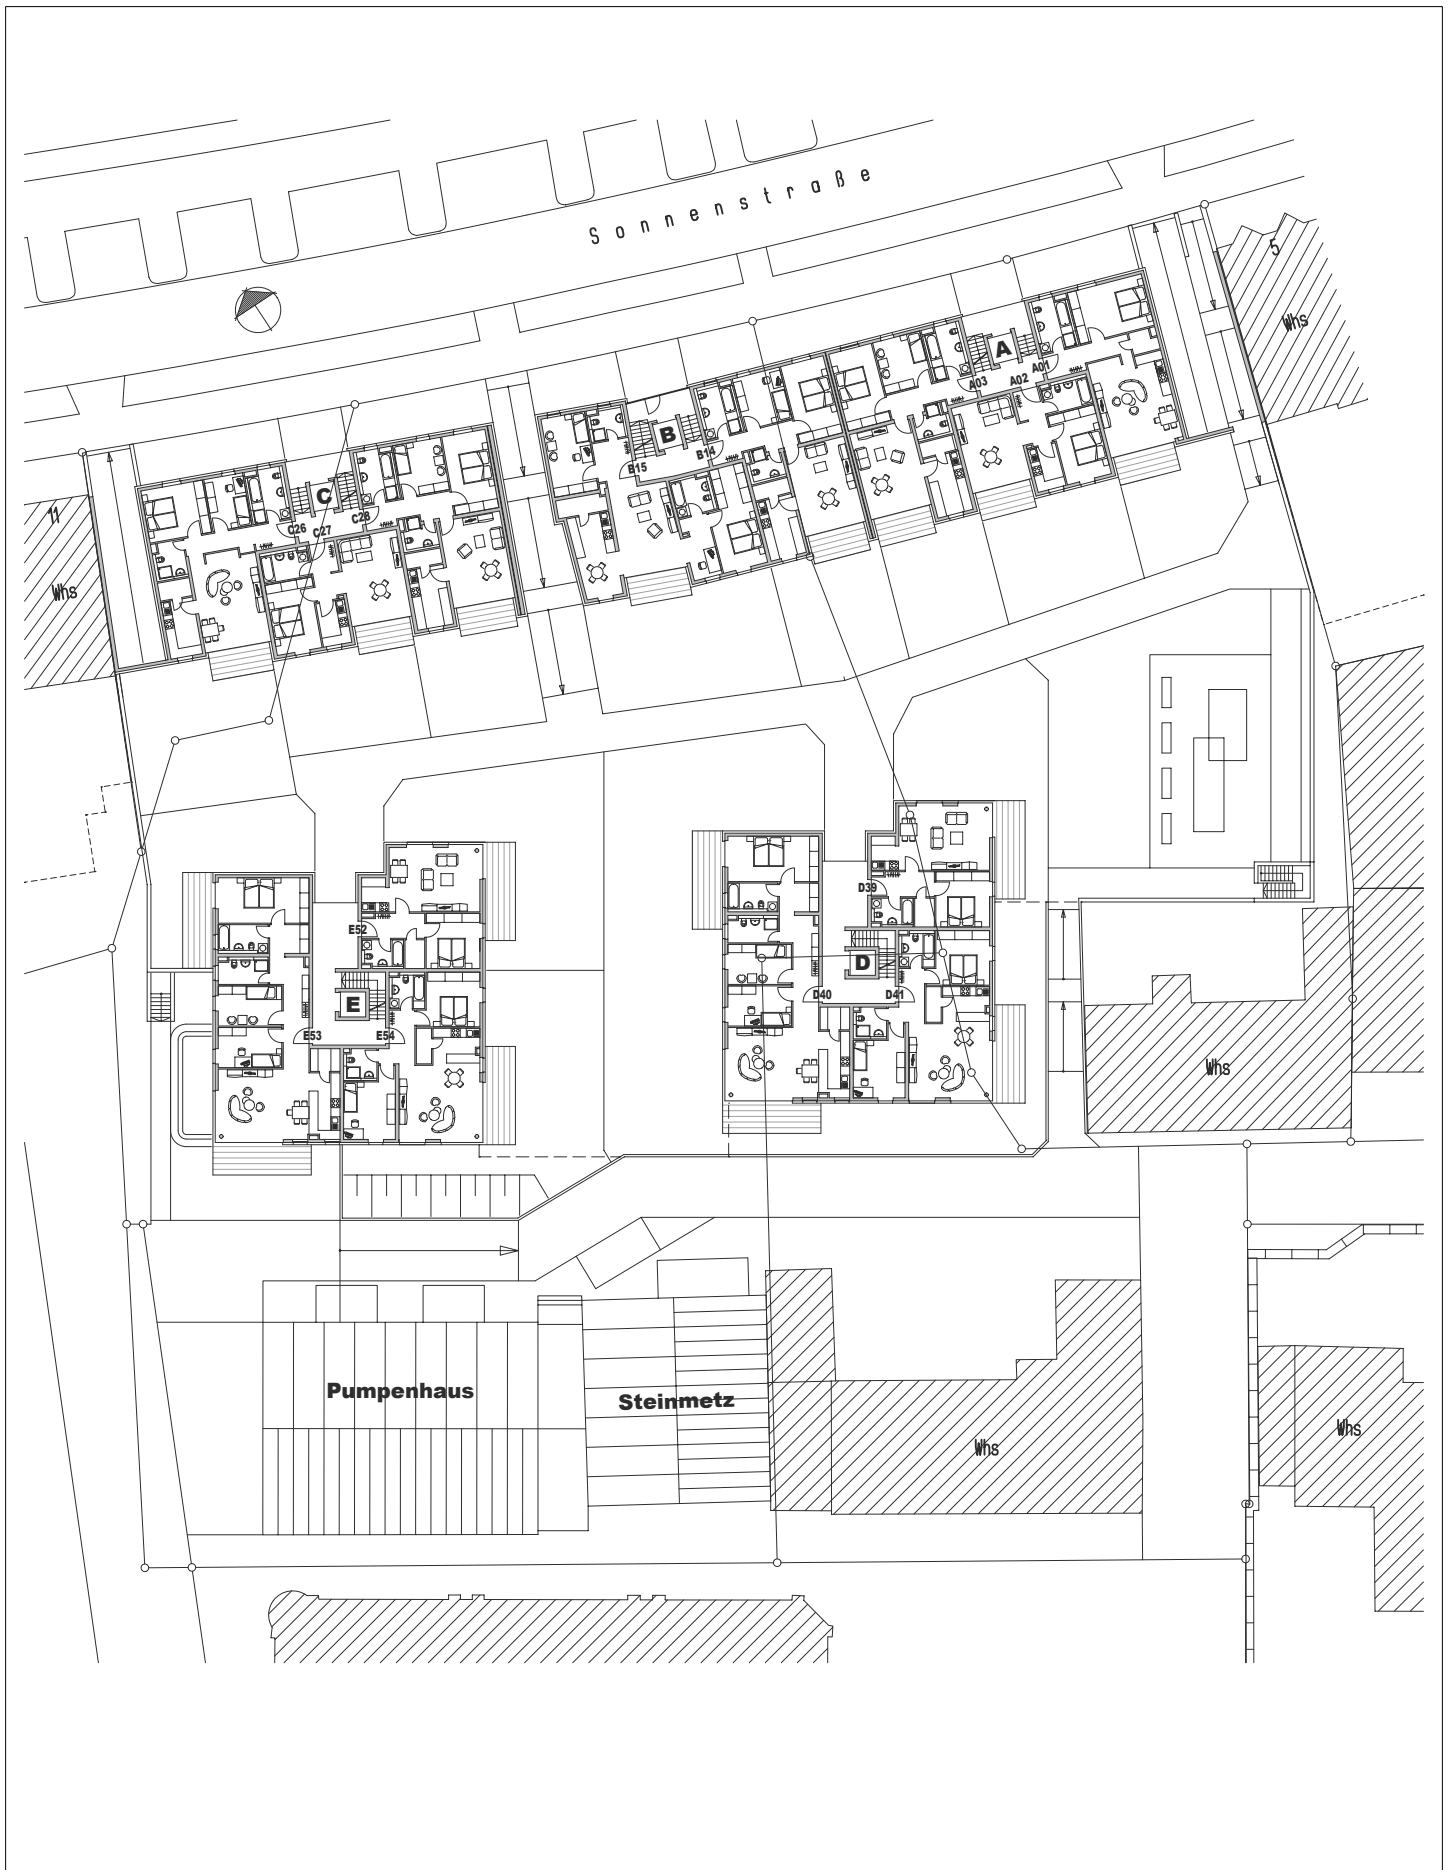 Sonnenstraße
5
Whs
A
A01
A02
A03
B
B14
B15
C
C26
C27
C28
11
Whs
D39
E52
D
D40
D41
E
E53
E54
Whs
Pumpenhaus
Steinmetz
Whs
Whs